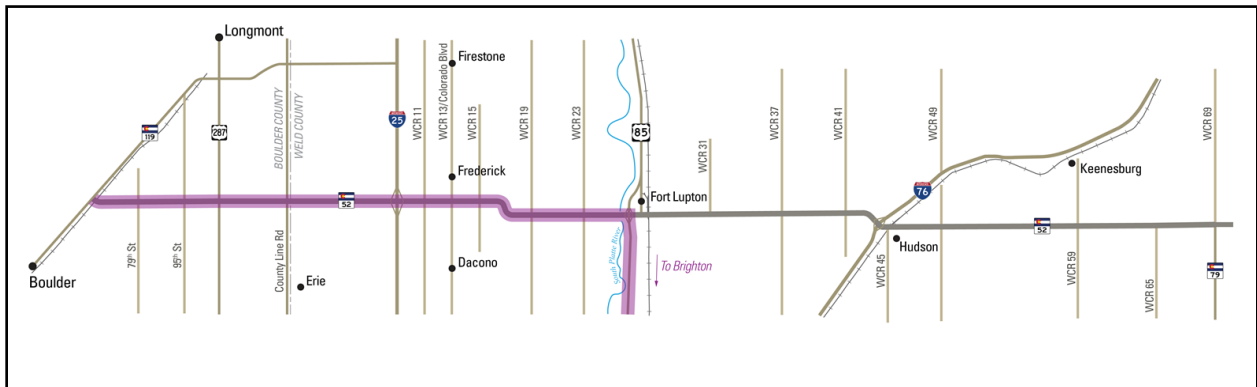 Longmont
Firestone
BOULDER COUNTY
WELD COUNTY
WCR 11
WCR 13/Colorado Blvd
WCR 15
WCR 19
WCR 23
WCR 31
WCR 37
WCR 41
WCR 49
WCR 69
119
287
25
85
Frederick
Keenesburg
76
52
Fort Lupton
52
Hudson
79th St
95th St
County Line Rd
Erie
Dacono
South Platte River
To Brighton
WCR 45
WCR 59
WCR 65
79
Boulder